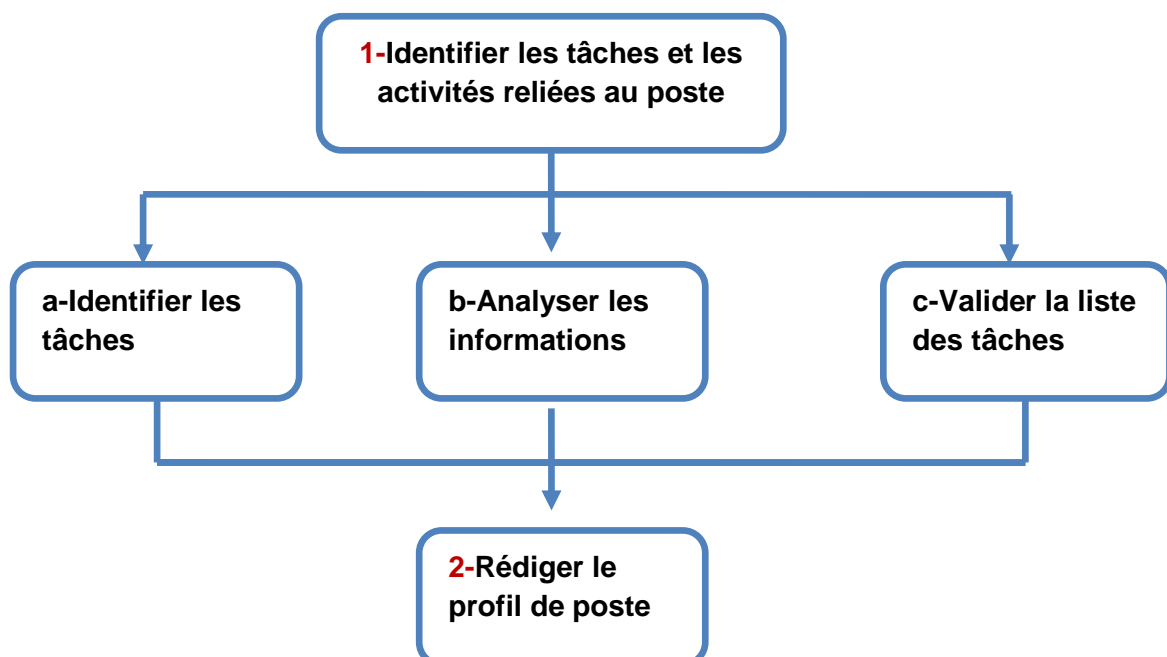 1-Identifier les tâches et les
activités reliées au poste
a-Identifier les
tâches
b-Analyser les
informations
c-Valider la liste
des tâches
2-Rédiger le
profil de poste